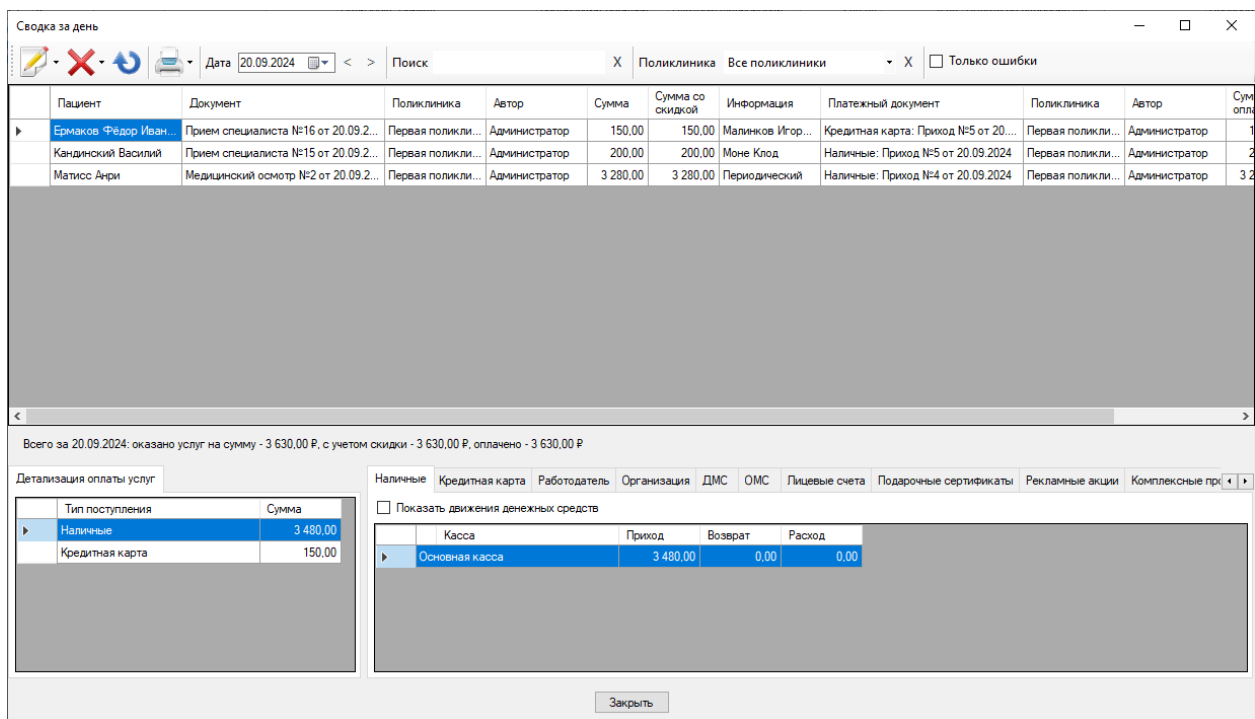 Сводка за день
Дата 20.09.2024 < > Поиск X Поликлиника Все поликлиники X Только ошибки
Пациент Документ Поликлиника Автор Сумма Сумма со скидкой Информация Платежный документ Поликлиника Автор Сум опла
Ермаков Фёдор Иван... Прием специалиста №16 от 20.09.2... Первая поликли... Администратор 150,00 150,00 Малинков Игор... Кредитная карта: Приход №5 от 20.... Первая поликли... Администратор 1
Кандинский Василий Прием специалиста №15 от 20.09.2... Первая поликли... Администратор 200,00 200,00 Моне Клод Наличные: Приход №5 от 20.09.2024 Первая поликли... Администратор 2
Матисс Анри Медицинский осмотр №2 от 20.09.2... Первая поликли... Администратор 3 280,00 3 280,00 Периодический Наличные: Приход №4 от 20.09.2024 Первая поликли... Администратор 3 2
Всего за 20.09.2024: оказано услуг на сумму - 3 630,00 ₽, с учетом скидки - 3 630,00 ₽, оплачено - 3 630,00 ₽
Детализация оплаты услуг
Тип поступления Сумма
Наличные 3 480,00
Кредитная карта 150,00
Наличные Кредитная карта Работодатель Организация ДМС ОМС Лицевые счета Подарочные сертификаты Рекламные акции Комплексные прс
Показать движения денежных средств
Касса Приход Возврат Расход
Основная касса 3 480,00 0,00 0,00
Закрыть